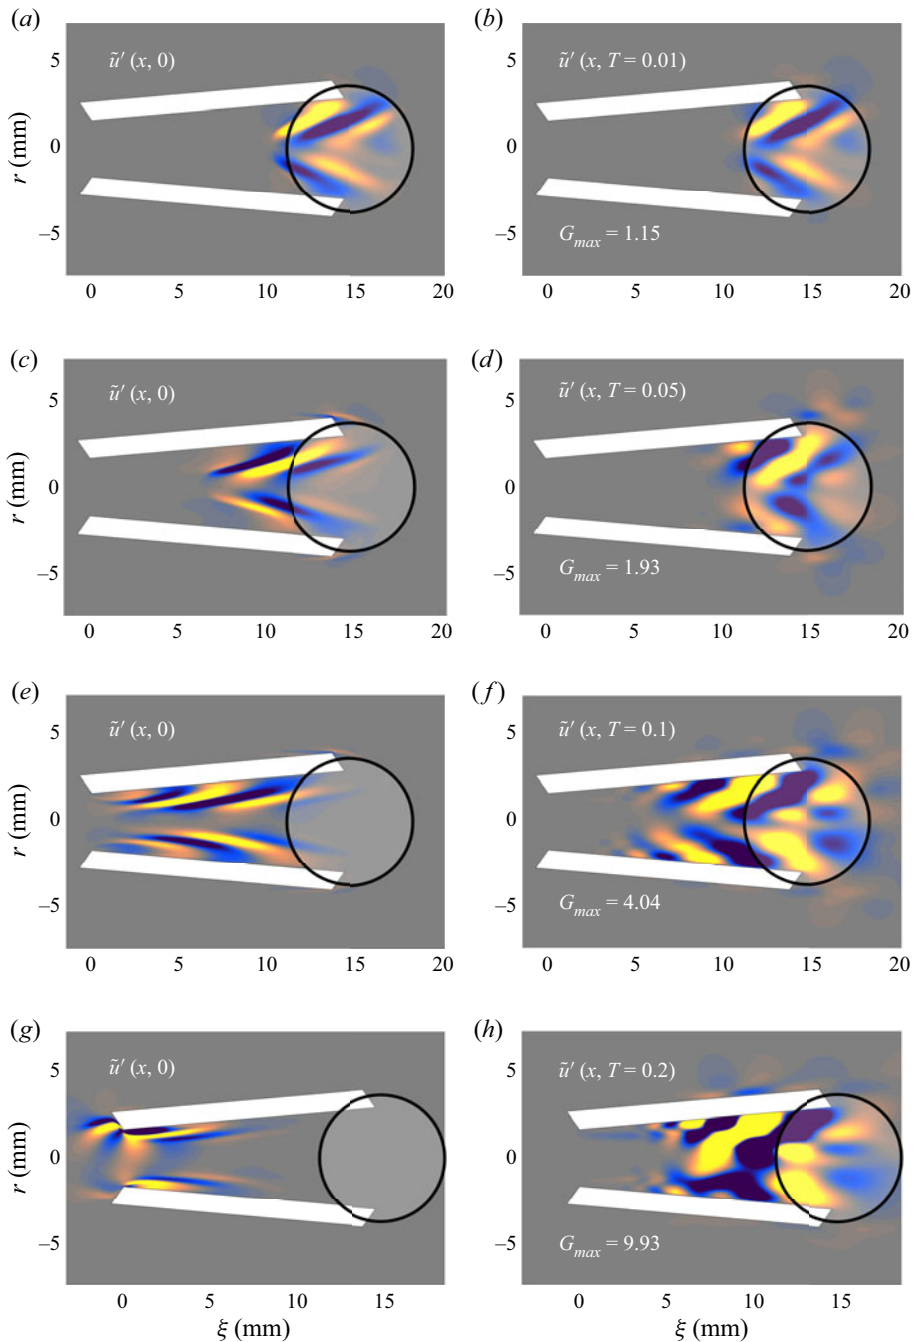 (a) (b)
ũ′ (x, 0) ũ′ (x, T = 0.01)
5 5
r (mm) 0 r (mm) 0
–5 –5
G_max = 1.15
0 5 10 15 20 0 5 10 15 20
(c) (d)
ũ′ (x, 0) ũ′ (x, T = 0.05)
5 5
r (mm) 0 0
–5 –5
G_max = 1.93
0 5 10 15 20 0 5 10 15 20
(e) (f)
ũ′ (x, 0) ũ′ (x, T = 0.1)
5 5
r (mm) 0 r (mm) 0
–5 –5
G_max = 4.04
0 5 10 15 20 0 5 10 15 20
(g) (h)
ũ′ (x, 0) ũ′ (x, T = 0.2)
5 5
r (mm) 0 r (mm) 0
–5 –5
G_max = 9.93
0 5 10 15 0 5 10 15
ξ (mm) ξ (mm)